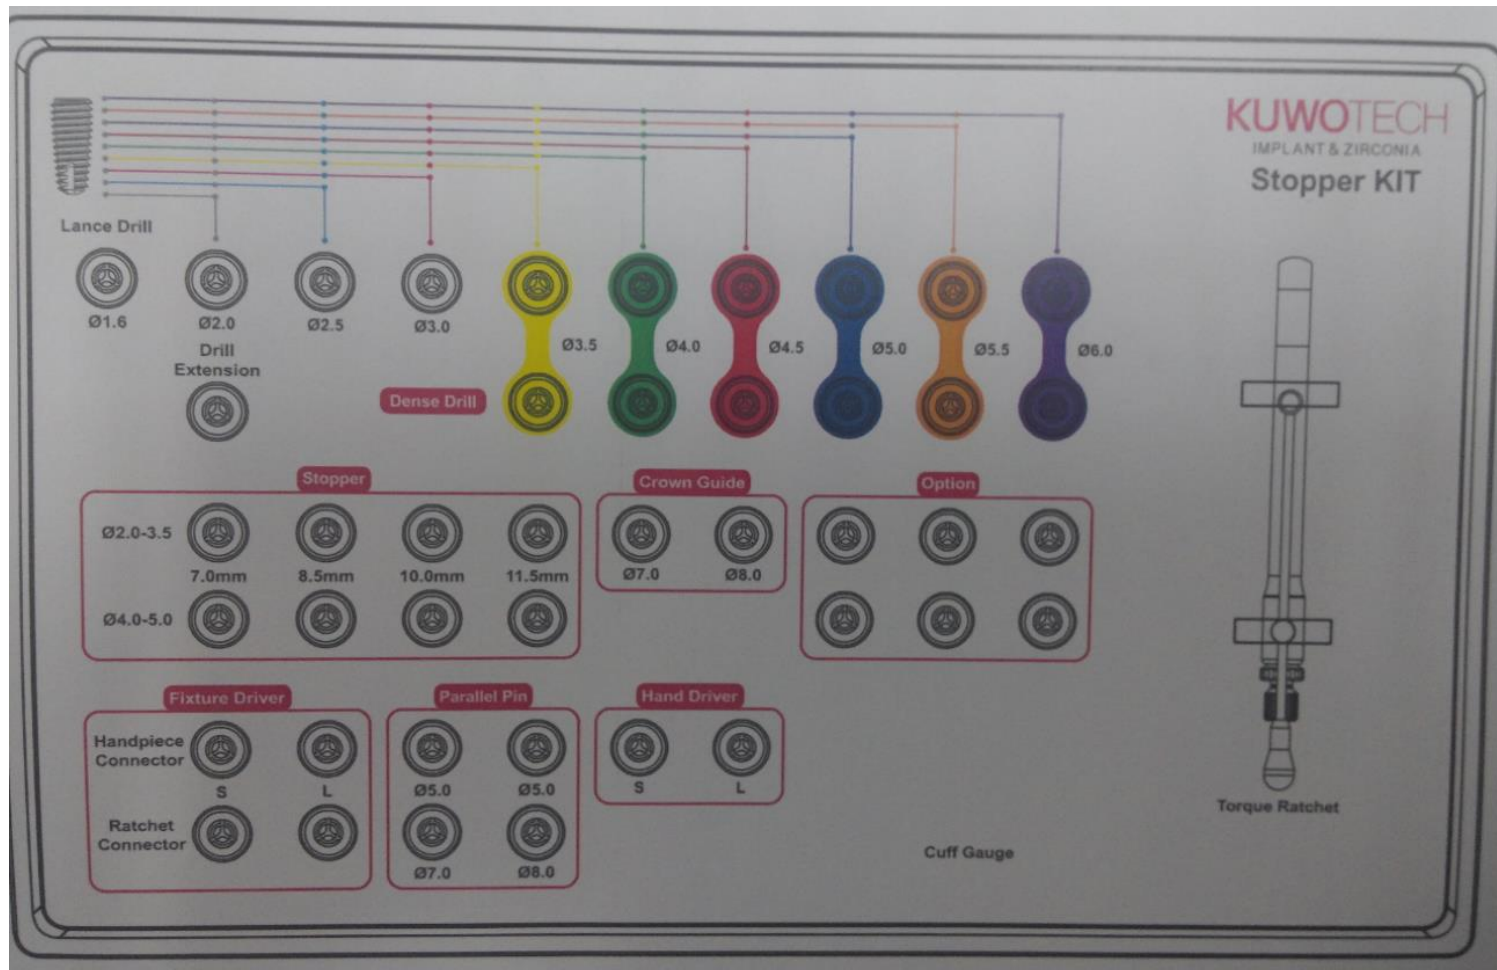 KUWOTECH
IMPLANT & ZIRCONIA
Stopper KIT
Lance Drill
Ø1.6
Ø2.0
Ø2.5
Ø3.0
Ø3.5
Ø4.0
Ø4.5
Ø5.0
Ø5.5
Ø6.0
Drill
Extension
Dense Drill
Stopper
Ø2.0-3.5
7.0mm
8.5mm
10.0mm
11.5mm
Ø4.0-5.0
Crown Guide
Ø7.0
Ø8.0
Option
Fixture Driver
Handpiece
Connector
S
L
Ratchet
Connector
Parallel Pin
Ø5.0
Ø5.0
Ø7.0
Ø8.0
Hand Driver
S
L
Cuff Gauge
Torque Ratchet